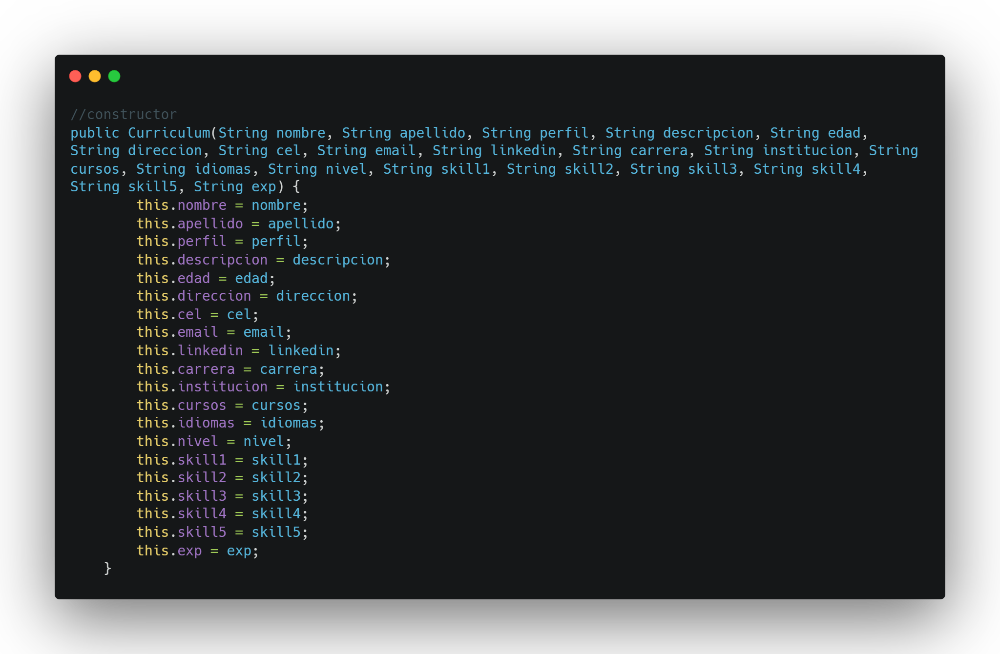 //constructor
public Curriculum(String nombre, String apellido, String perfil, String descripcion, String edad,
String direccion, String cel, String email, String linkedin, String carrera, String institucion, String
cursos, String idiomas, String nivel, String skill1, String skill2, String skill3, String skill4,
String skill5, String exp) {
        this.nombre = nombre;
        this.apellido = apellido;
        this.perfil = perfil;
        this.descripcion = descripcion;
        this.edad = edad;
        this.direccion = direccion;
        this.cel = cel;
        this.email = email;
        this.linkedin = linkedin;
        this.carrera = carrera;
        this.institucion = institucion;
        this.cursos = cursos;
        this.idiomas = idiomas;
        this.nivel = nivel;
        this.skill1 = skill1;
        this.skill2 = skill2;
        this.skill3 = skill3;
        this.skill4 = skill4;
        this.skill5 = skill5;
        this.exp = exp;
    }